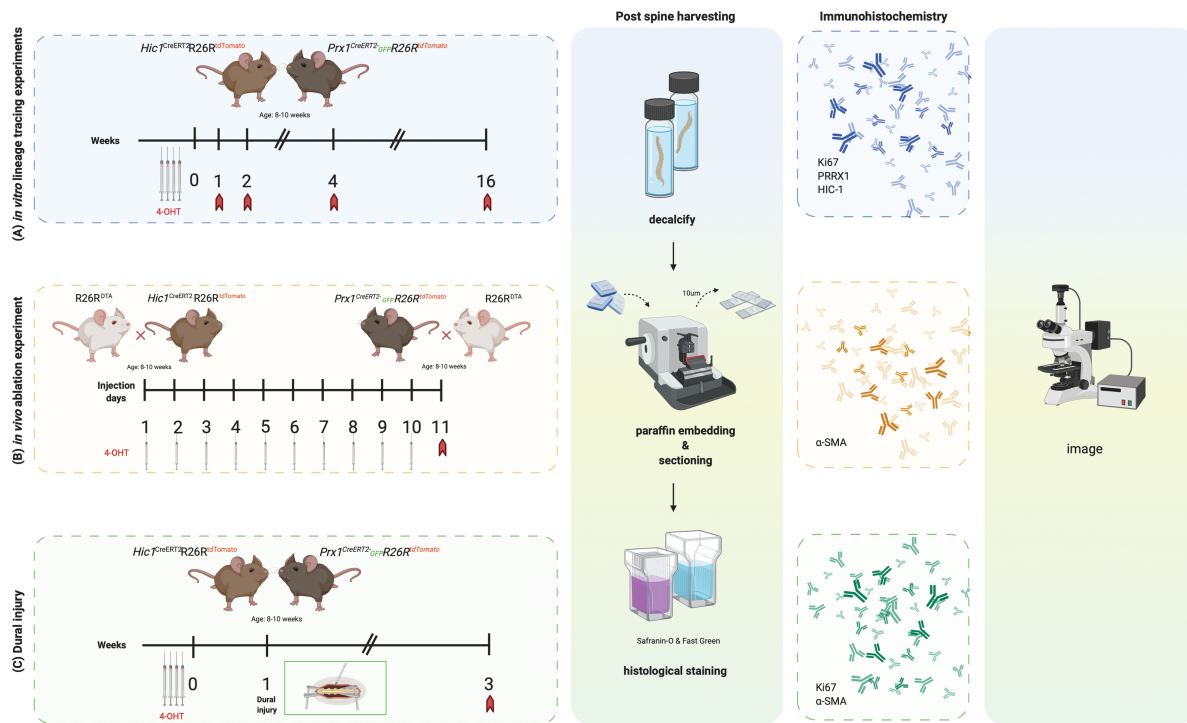 Post spine harvesting
Immunohistochemistry
(A) in vitro lineage tracing experiments
Hic1CreERT2R26RtdTomato
Prx1CreERT2-GFPR26RtdTomato
Age: 8-10 weeks
Weeks
0 1 2 4 16
4-OHT
decalcify
Ki67
PRRX1
HIC-1
(B) in vivo ablation experiment
R26RDTA
Hic1CreERT2 R26RtdTomato
Prx1CreERT2-GFPR26RtdTomato
R26RDTA
Age: 8-10 weeks
Age: 8-10 weeks
Injection
days
1 2 3 4 5 6 7 8 9 10 11
4-OHT
10um
paraffin embedding
&
sectioning
α-SMA
image
(C) Dural injury
Hic1CreERT2R26RtdTomato
Prx1CreERT2-GFPR26RtdTomato
Age: 8-10 weeks
Weeks
0 1 3
Dural
injury
4-OHT
Safranin-O & Fast Green
histological staining
Ki67
α-SMA